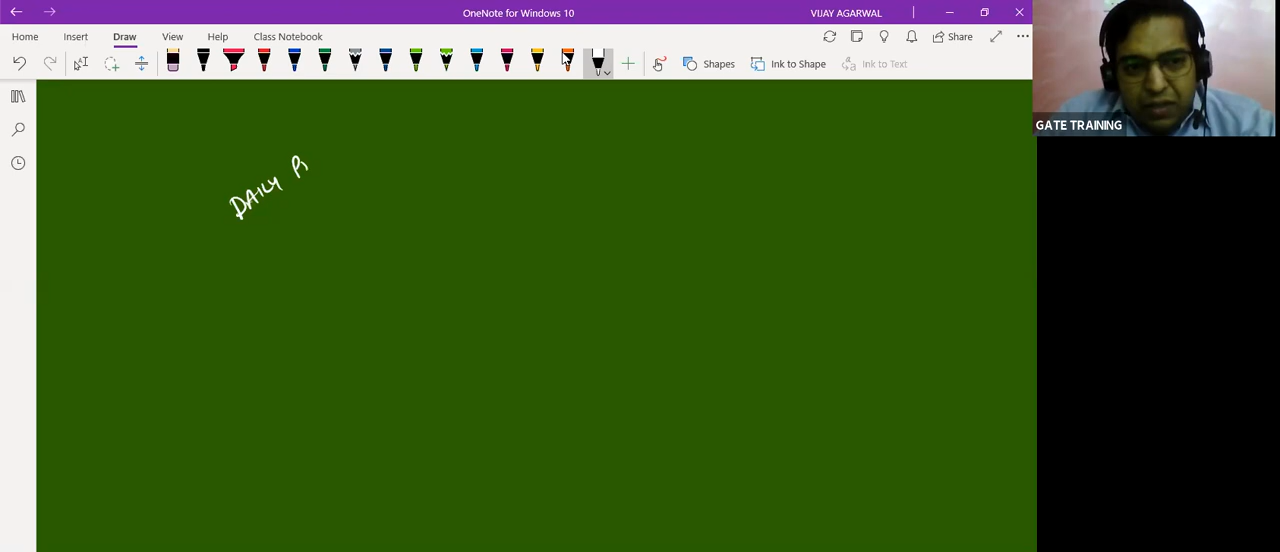 OneNote for Windows 10
VIJAY AGARWAL
Home Insert Draw View Help Class Notebook
Share
Shapes Ink to Shape Ink to Text
GATE TRAINING
DAILY